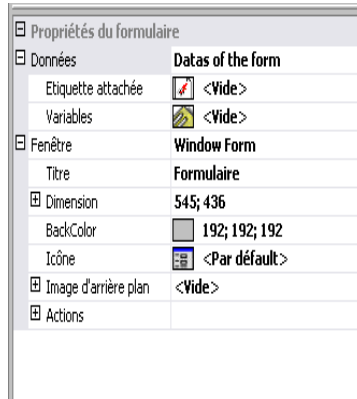 Propriétés du formulaire
Données Datas of the form
Etiquette attachée <Vide>
Variables <Vide>
Fenêtre Window Form
Titre Formulaire
Dimension 545; 436
BackColor 192; 192; 192
Icône <Par défault>
Image d'arrière plan <Vide>
Actions